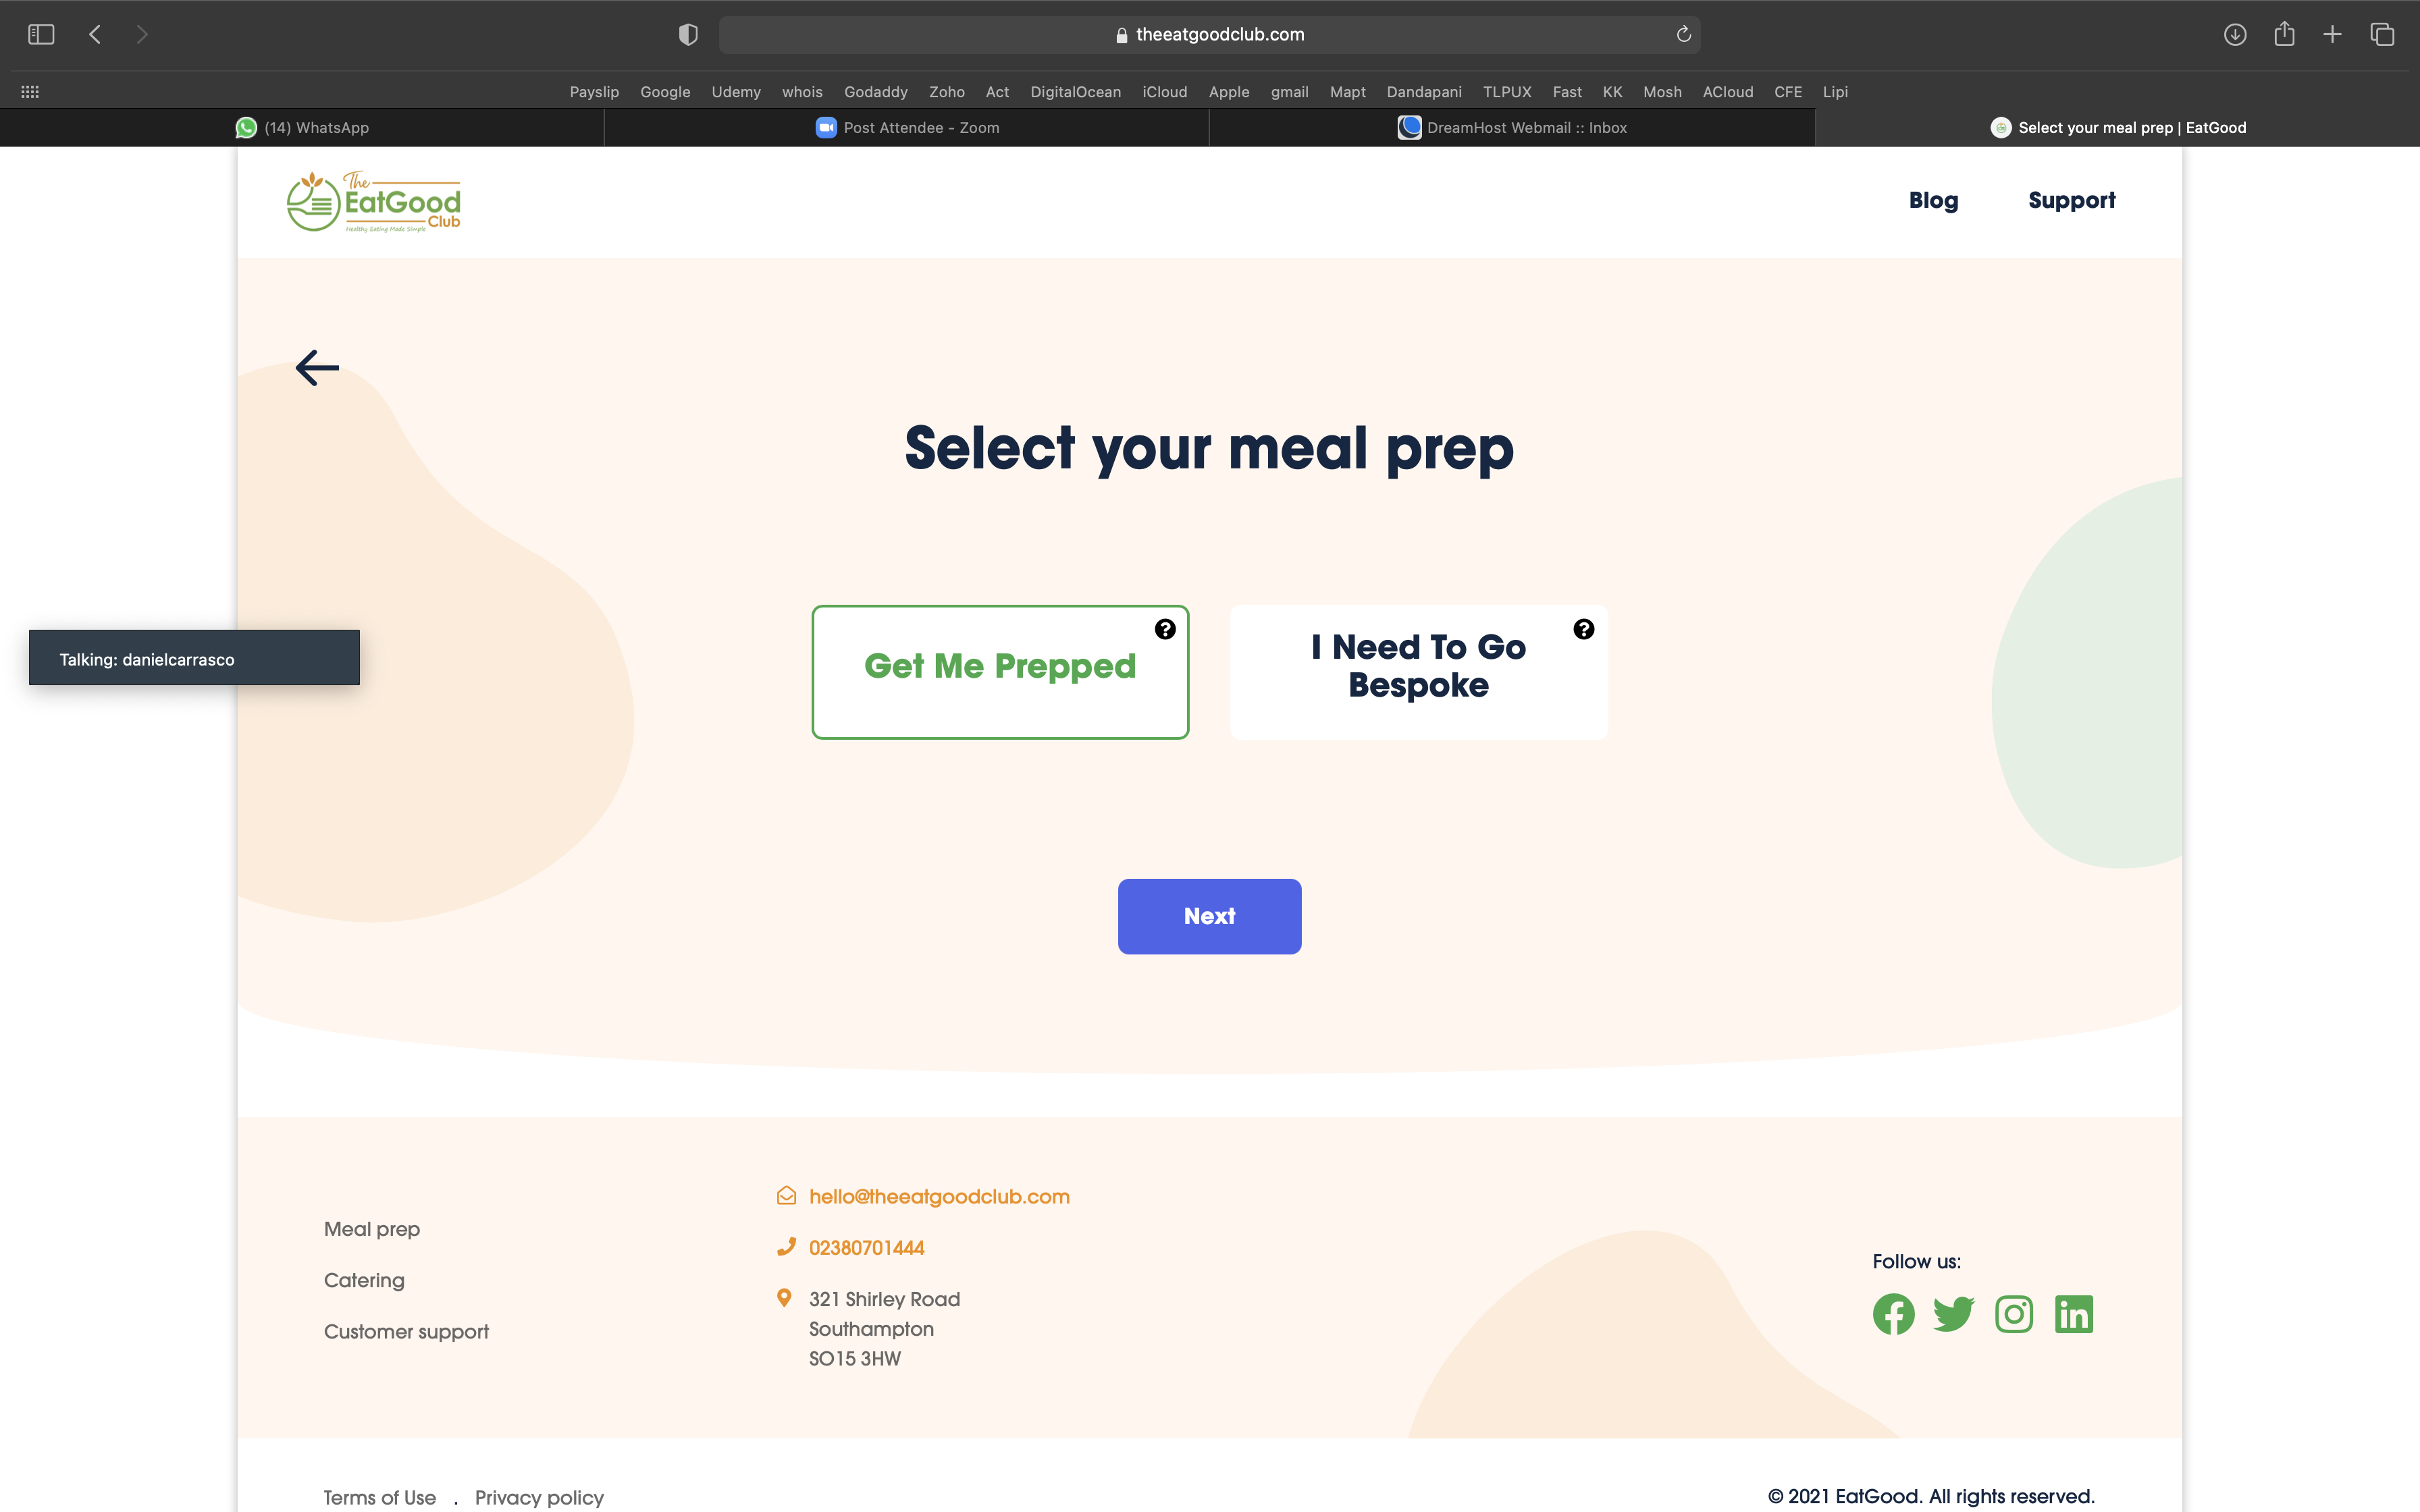 theeatgoodclub.com
Payslip Google Udemy whois Godaddy Zoho Act DigitalOcean iCloud Apple gmail Mapt Dandapani TLPUX Fast KK Mosh ACloud CFE Lipi
(14) WhatsApp
Post Attendee - Zoom
DreamHost Webmail :: Inbox
Select your meal prep | EatGood
The
EatGood
Club
Healthy Eating Made Simple
Blog Support
Select your meal prep
Get Me Prepped
?
I Need To Go
Bespoke
?
Talking: danielcarrasco
Next
Meal prep
Catering
Customer support
hello@theeatgoodclub.com
02380701444
321 Shirley Road
Southampton
SO15 3HW
Follow us:
Terms of Use . Privacy policy
© 2021 EatGood. All rights reserved.